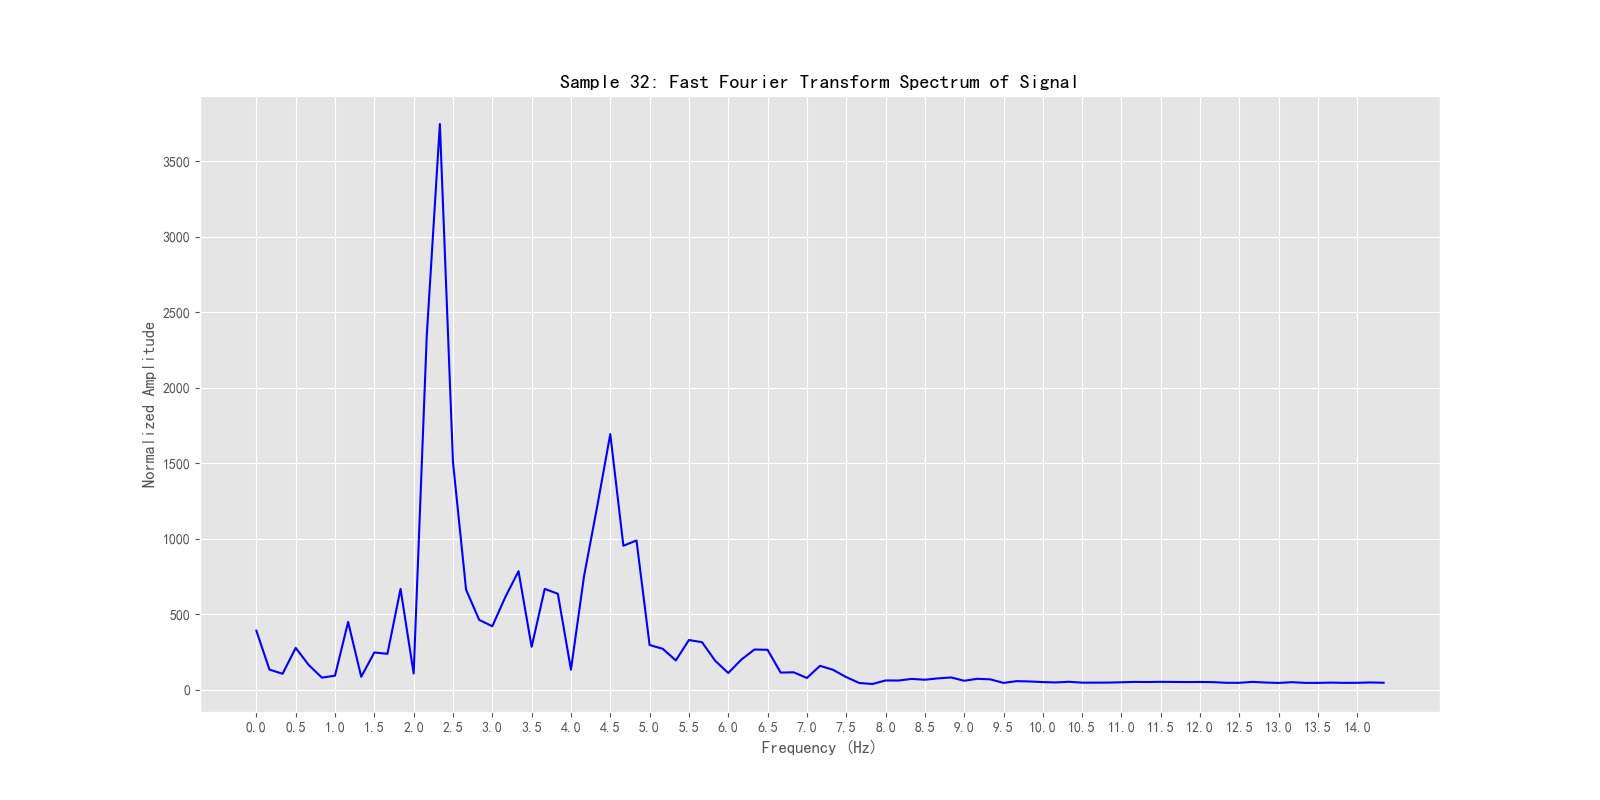 Sample 32: Fast Fourier Transform Spectrum of Signal
Normalized Amplitude
3500
3000
2500
2000
1500
1000
500
0
0.0 0.5 1.0 1.5 2.0 2.5 3.0 3.5 4.0 4.5 5.0 5.5 6.0 6.5 7.0 7.5 8.0 8.5 9.0 9.5 10.0 10.5 11.0 11.5 12.0 12.5 13.0 13.5 14.0
Frequency (Hz)